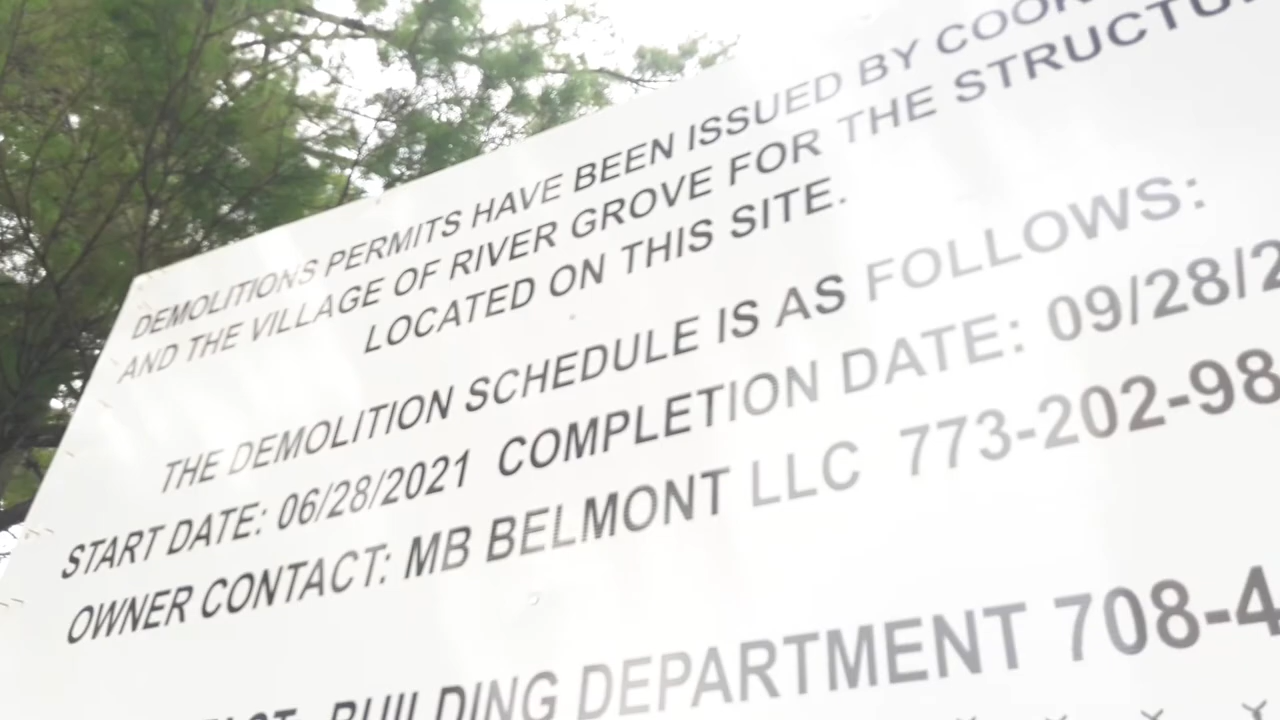 DEMOLITIONS PERMITS HAVE BEEN ISSUED BY COOK
AND THE VILLAGE OF RIVER GROVE FOR THE STRUCTU
LOCATED ON THIS SITE.
THE DEMOLITION SCHEDULE IS AS FOLLOWS:
START DATE: 06/28/2021 COMPLETION DATE: 09/28/2
OWNER CONTACT: MB BELMONT LLC 773-202-98
BUILDING DEPARTMENT 708-4